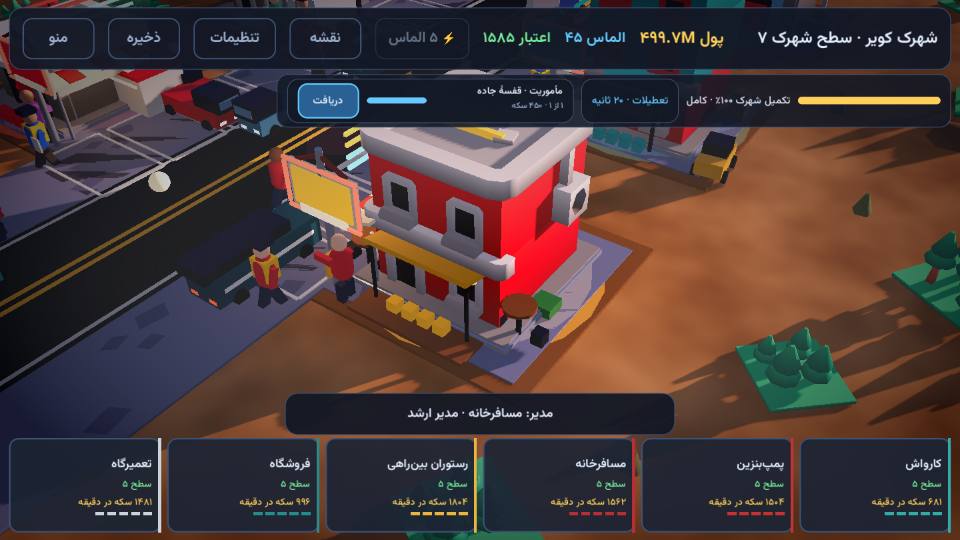 شهرک کویر · سطح شهرک ۷
پول ۴۹۹.۷M
الماس ۴۵
اعتبار ۱۵۸۵
⚡ ۵ الماس
نقشه
تنظیمات
ذخیره
منو
تکمیل شهرک ۱۰۰٪ · کامل
تعطیلات · ۲۰ ثانیه
مأموریت · قفسهٔ جاده
۱ از ۱ · ۴۵۰ سکه
دریافت
مدیر: مسافرخانه · مدیر ارشد
کارواش
سطح ۵
۶۸۱ سکه در دقیقه
پمپ‌بنزین
سطح ۵
۱۵۰۴ سکه در دقیقه
مسافرخانه
سطح ۵
۱۵۶۲ سکه در دقیقه
رستوران بین‌راهی
سطح ۵
۱۸۰۴ سکه در دقیقه
فروشگاه
سطح ۵
۹۹۶ سکه در دقیقه
تعمیرگاه
سطح ۵
۱۴۸۱ سکه در دقیقه